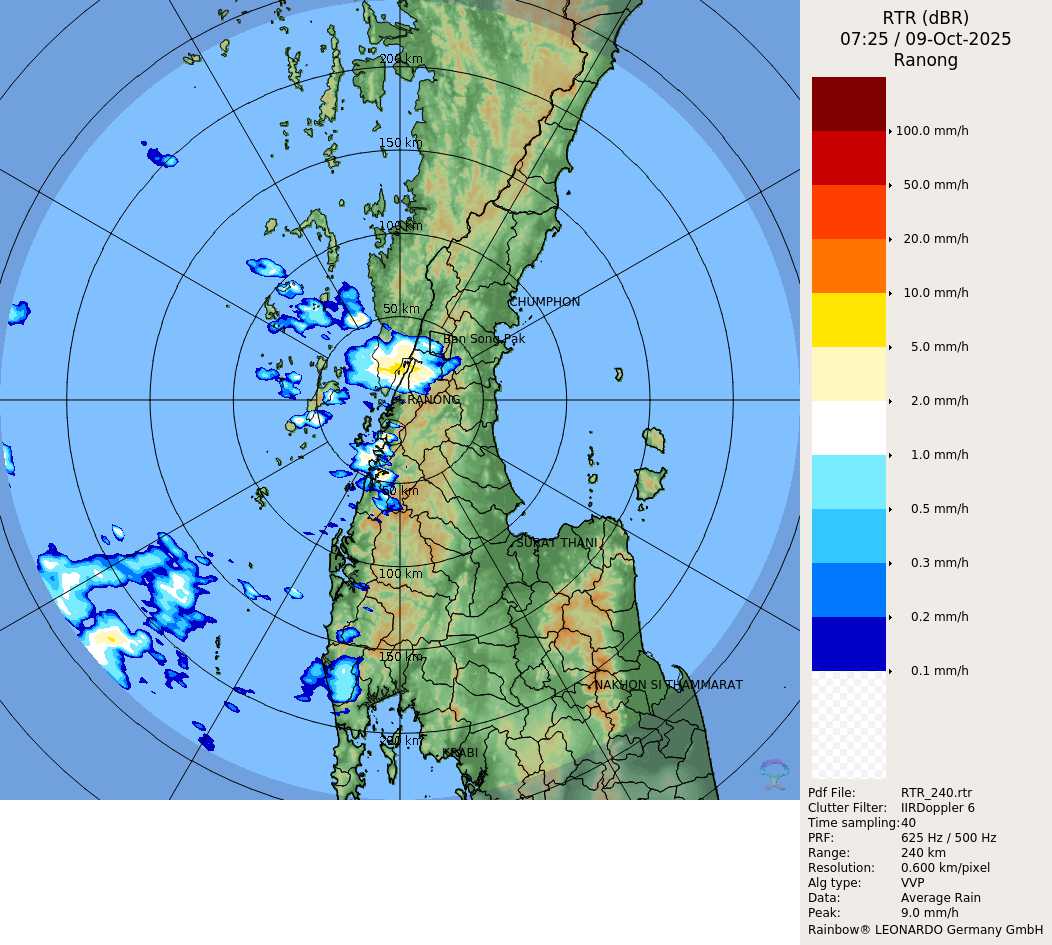 RTR (dBR)
07:25 / 09-Oct-2025
Ranong
200 km
150 km
100 km
50 km
CHUMPHON
Ban Song Pak
RANONG
50 km
SURAT THANI
100 km
150 km
NAKHON SI THAMMARAT
200 km
KRABI
100.0 mm/h
50.0 mm/h
20.0 mm/h
10.0 mm/h
5.0 mm/h
2.0 mm/h
1.0 mm/h
0.5 mm/h
0.3 mm/h
0.2 mm/h
0.1 mm/h
Pdf File: RTR_240.rtr
Clutter Filter: IIRDoppler 6
Time sampling: 40
PRF: 625 Hz / 500 Hz
Range: 240 km
Resolution: 0.600 km/pixel
Alg type: VVP
Data: Average Rain
Peak: 9.0 mm/h
Rainbow® LEONARDO Germany GmbH